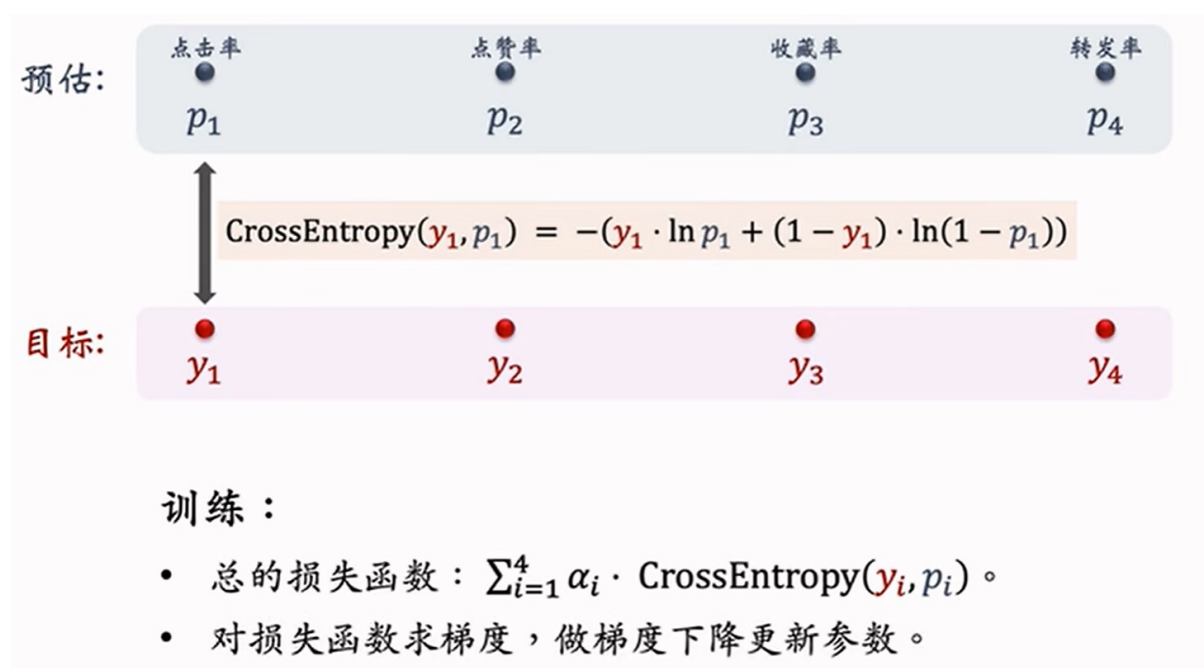 点击率 点赞率 收藏率 转发率
预估:
p₁ p₂ p₃ p₄
CrossEntropy(y₁, p₁) = −(y₁ · ln p₁ + (1 − y₁) · ln(1 − p₁))
目标:
y₁ y₂ y₃ y₄
训练：
• 总的损失函数：∑⁴ᵢ₌₁ αᵢ · CrossEntropy(yᵢ, pᵢ)。
• 对损失函数求梯度，做梯度下降更新参数。